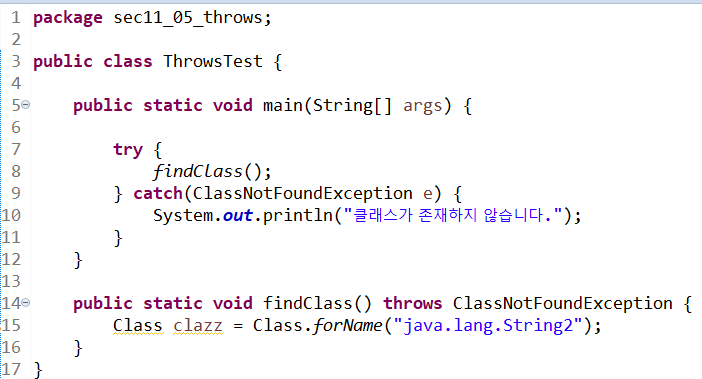 1 package sec11_05_throws;
2
3 public class ThrowsTest {
4
5 public static void main(String[] args) {
6
7 try {
8 findClass();
9 } catch(ClassNotFoundException e) {
10 System.out.println("클래스가 존재하지 않습니다.");
11 }
12 }
13
14 public static void findClass() throws ClassNotFoundException {
15 Class clazz = Class.forName("java.lang.String2");
16 }
17 }